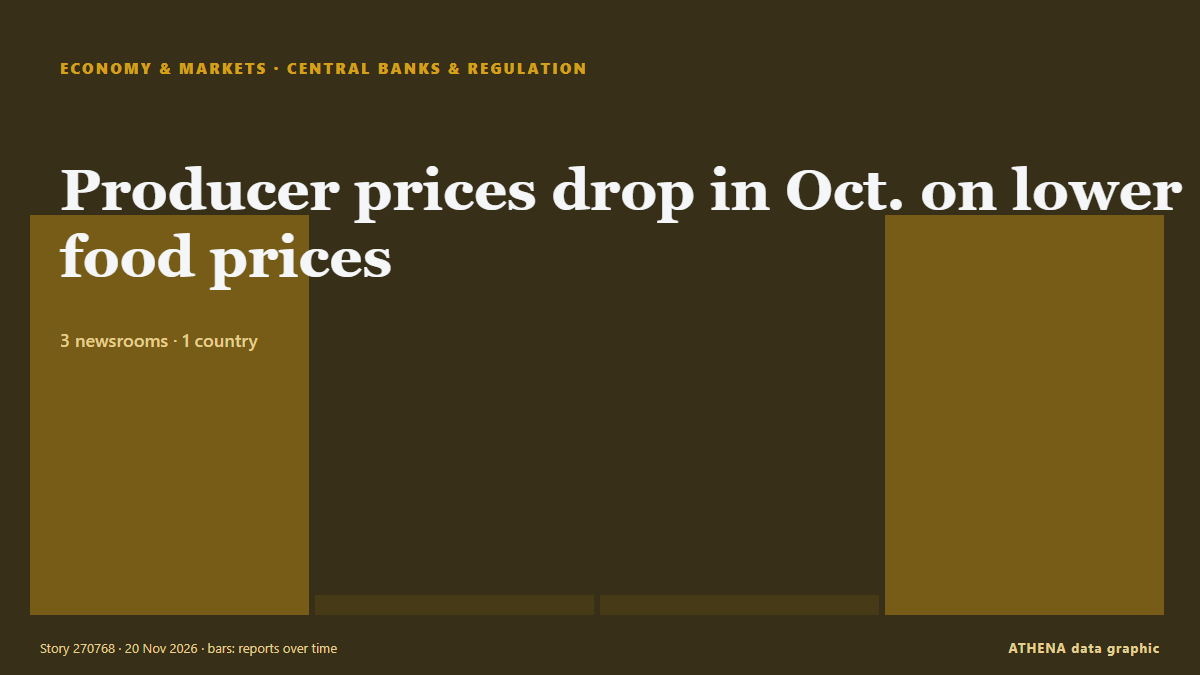 ECONOMY & MARKETS · CENTRAL BANKS & REGULATION
Producer prices drop in Oct. on lower
food prices
3 newsrooms · 1 country
Story 270768 · 20 Nov 2026 · bars: reports over time
ATHENA data graphic